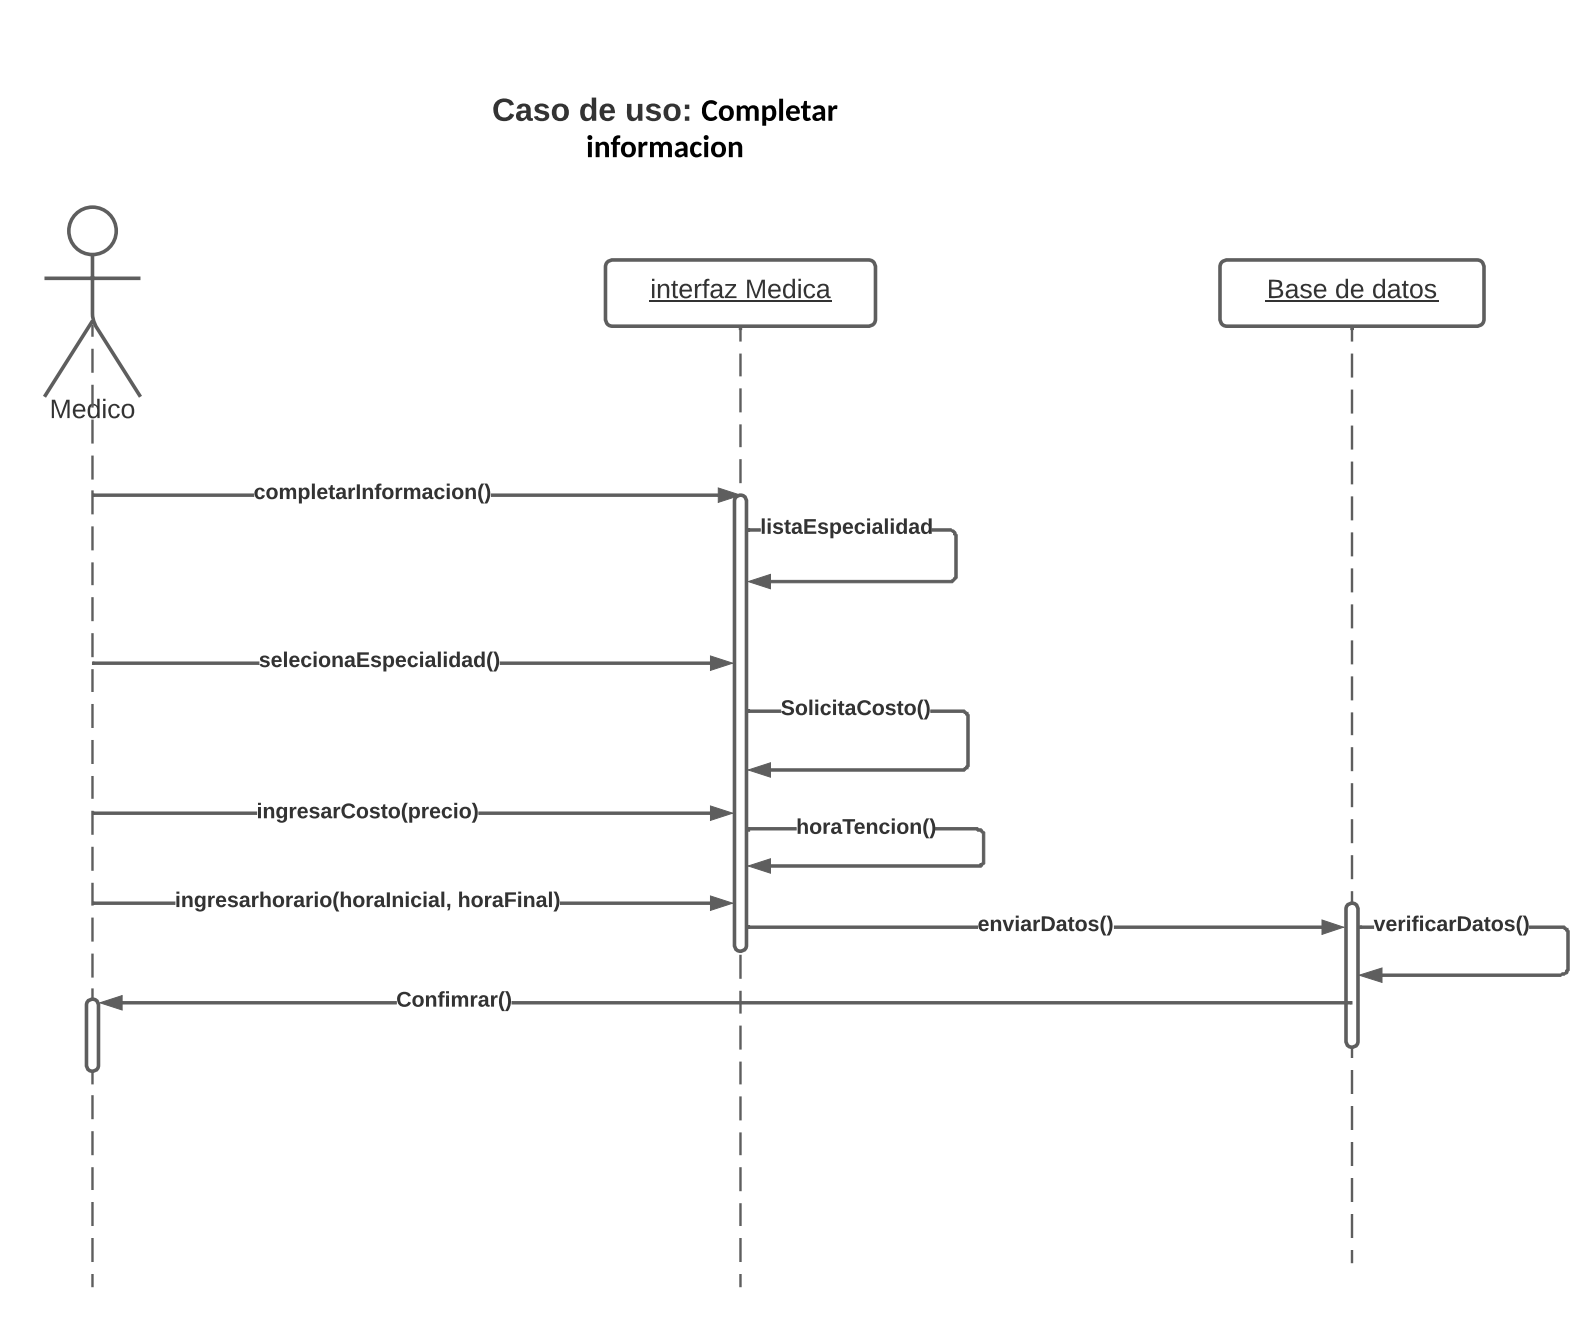 Caso de uso: Completar
informacion
interfaz Medica
Base de datos
Medico
completarInformacion()
listaEspecialidad
selecionaEspecialidad()
SolicitaCosto()
ingresarCosto(precio)
horaTencion()
ingresarhorario(horaInicial, horaFinal)
enviarDatos()
verificarDatos()
Confimrar()